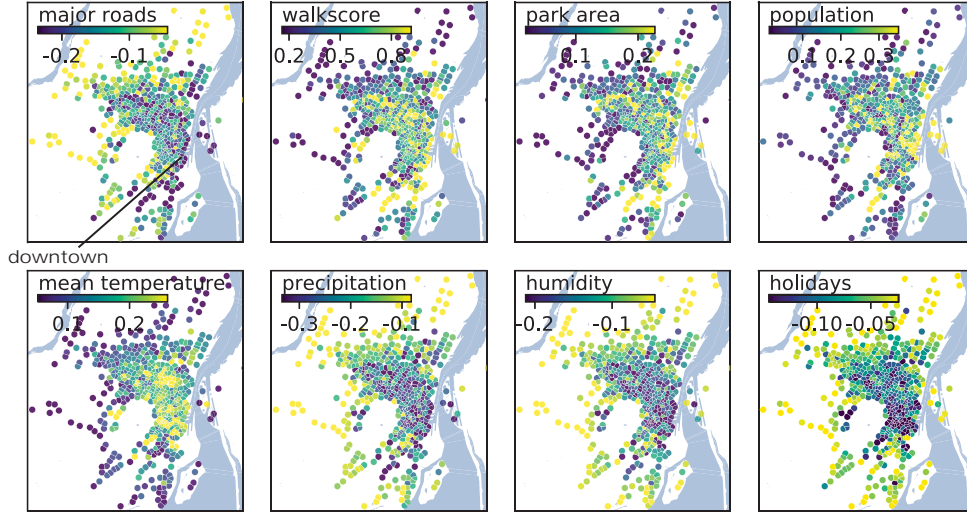 major roads
−0.2 −0.1
walkscore
0.2 0.5 0.8
park area
0.1 0.2
population
0.1 0.2 0.3
downtown
mean temperature
0.1 0.2
precipitation
−0.3 −0.2 −0.1
humidity
−0.2 −0.1
holidays
−0.10 −0.05